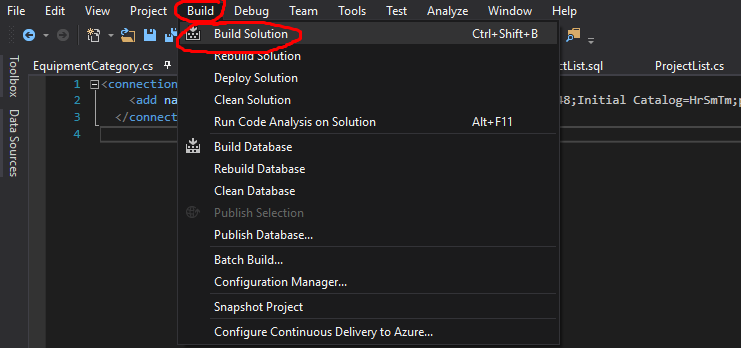 File Edit View Project Build Debug Team Tools Test Analyze Window Help
Build Solution Ctrl+Shift+B
EquipmentCategory.cs Rebuild Solution List.sql ProjectList.cs
Toolbox
Data Sources
Deploy Solution
1 <connection
Clean Solution
2 <add na 48;Initial Catalog=HrSmTm;p
3 </connect
Run Code Analysis on Solution Alt+F11
4
Build Database
Rebuild Database
Clean Database
Publish Selection
Publish Database...
Batch Build...
Configuration Manager...
Snapshot Project
Configure Continuous Delivery to Azure...